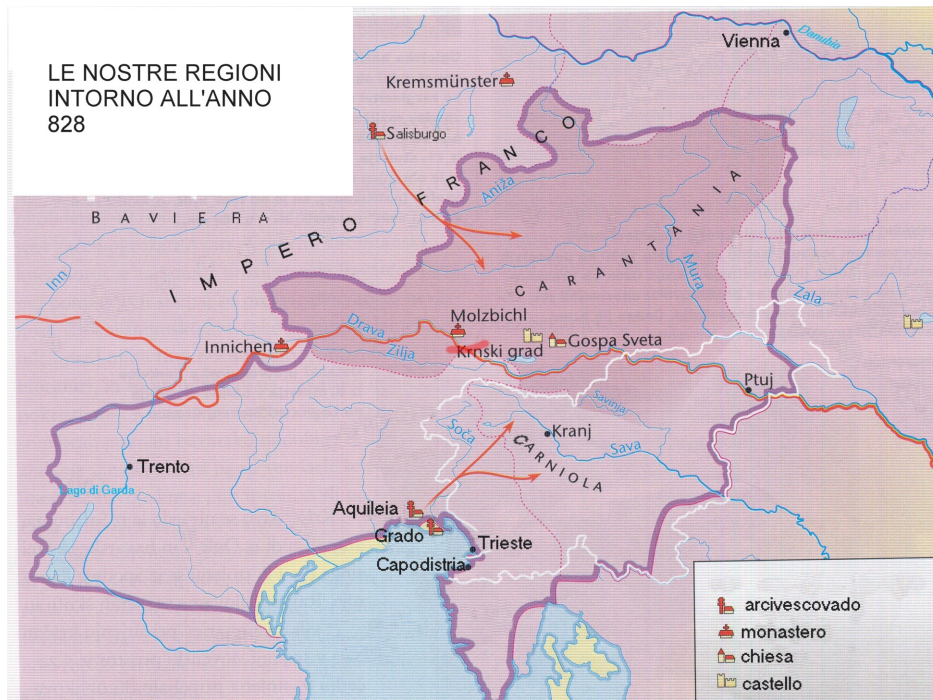 LE NOSTRE REGIONI
INTORNO ALL'ANNO
828
Vienna
Danubio
Kremsmünster
Salisburgo
BAVIERA
IMPERO FRANCO
Aniža
CARANTANIA
Inn
Mura
Zala
Drava
Molzbichl
Innichen
Zilja
Krnski grad
Gospa Sveta
Ptuj
Savinja
Soča
Kranj
Sava
CARNIOLA
Trento
Lago di Garda
Aquileia
Grado
Trieste
Capodistria
arcivescovado
monastero
chiesa
castello